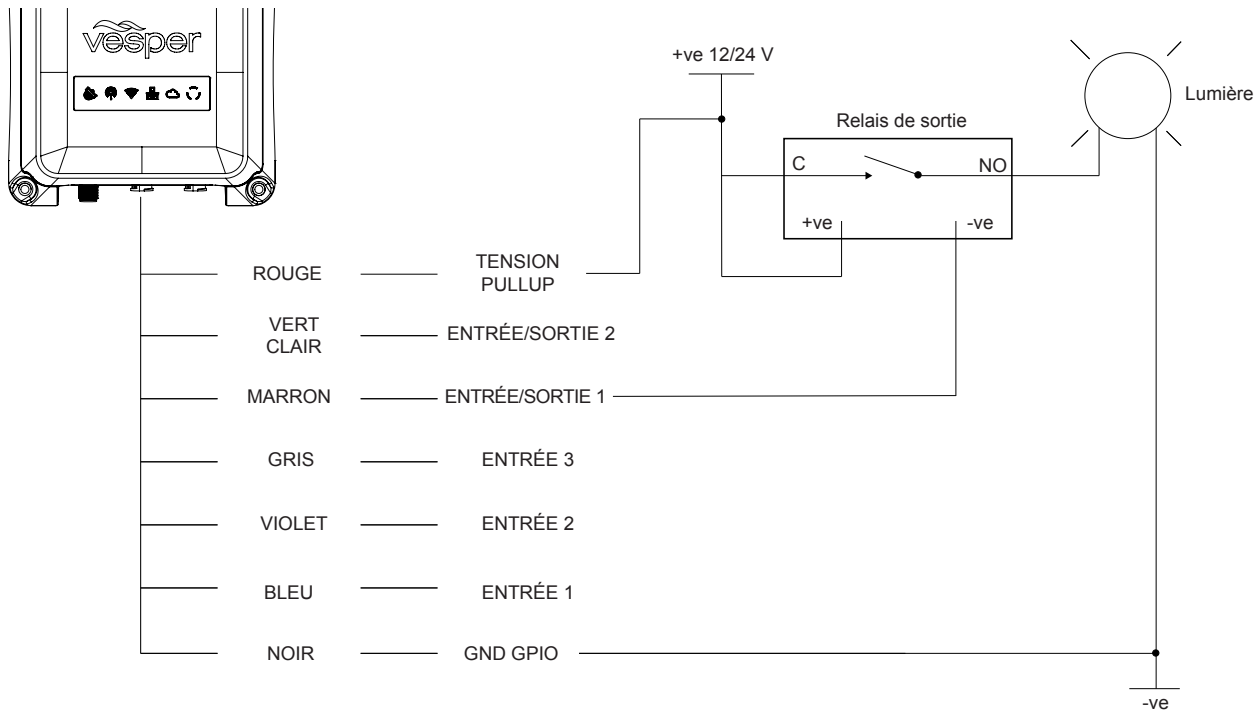 vesper
+ve 12/24 V
Lumière
Relais de sortie
C
NO
+ve
-ve
ROUGE
TENSION
PULLUP
VERT
CLAIR
ENTRÉE/SORTIE 2
MARRON
ENTRÉE/SORTIE 1
GRIS
ENTRÉE 3
VIOLET
ENTRÉE 2
BLEU
ENTRÉE 1
NOIR
GND GPIO
-ve